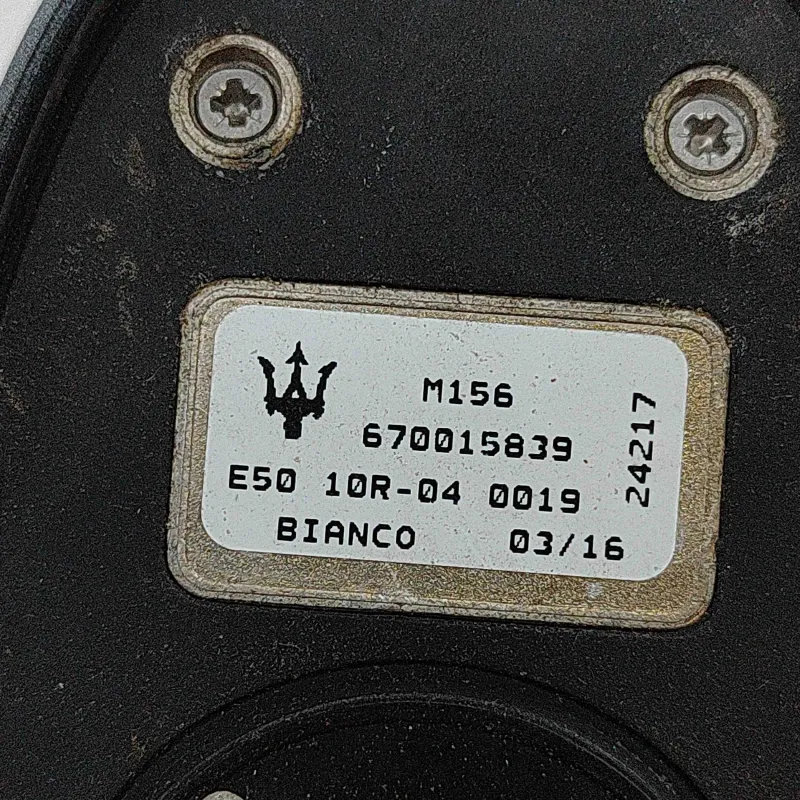 M156
670015839
E50 10R-04 0019
BIANCO 03/16
24217